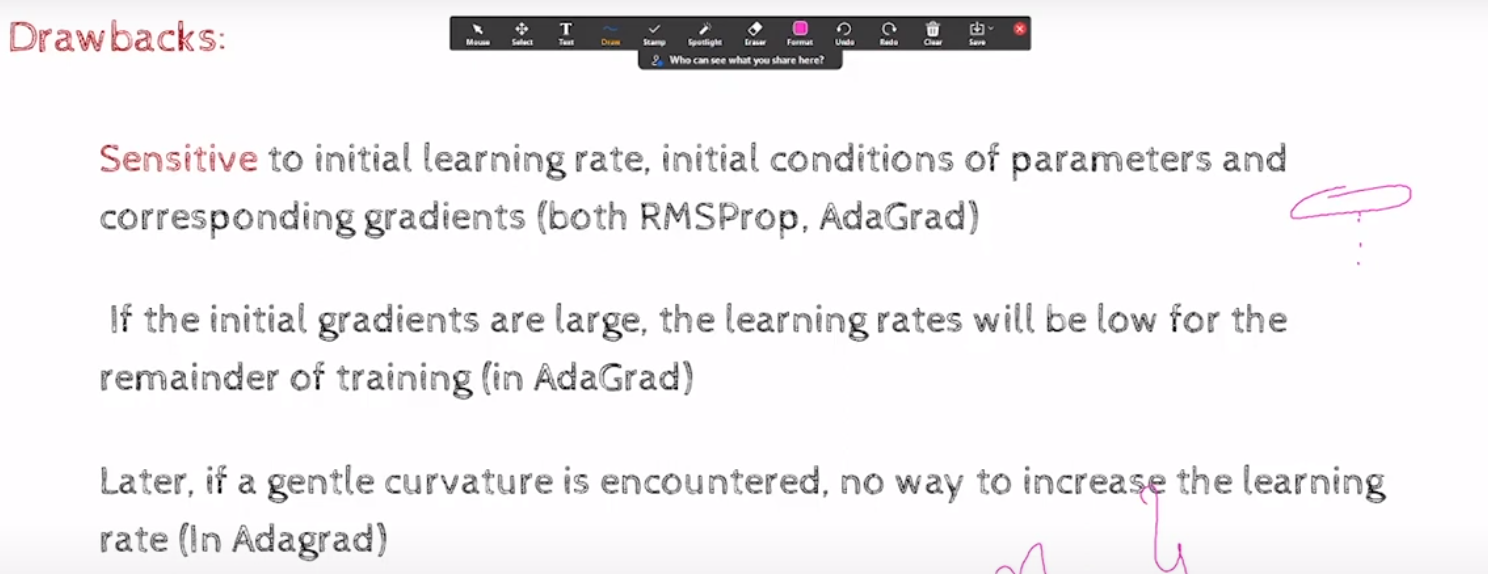 Drawbacks:
Mouse Select Text Draw Stamp Spotlight Eraser Format Undo Redo Clear Save
Who can see what you share here?
Sensitive to initial learning rate, initial conditions of parameters and
corresponding gradients (both RMSProp, AdaGrad)
If the initial gradients are large, the learning rates will be low for the
remainder of training (in AdaGrad)
Later, if a gentle curvature is encountered, no way to increase the learning
rate (In Adagrad)